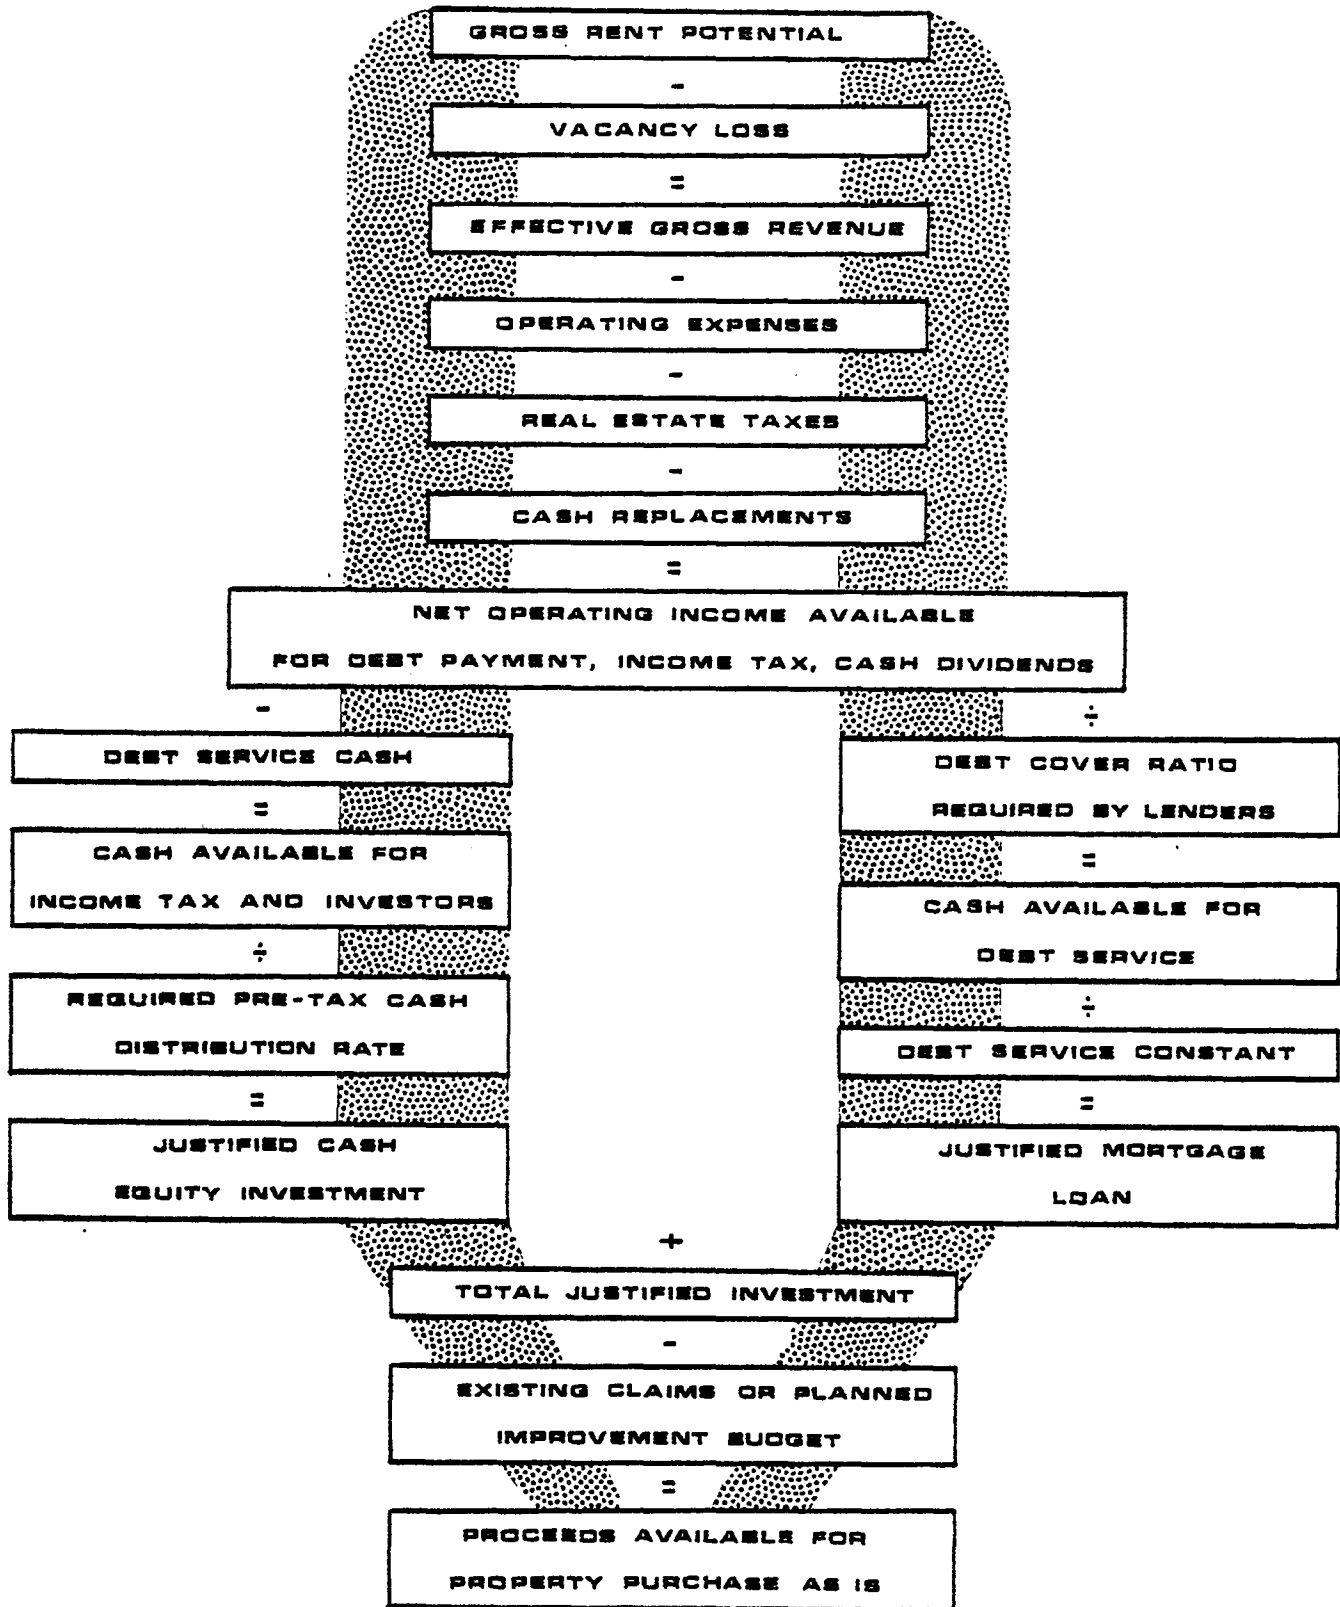 GROSS RENT POTENTIAL
-
VACANCY LOSS
=
EFFECTIVE GROSS REVENUE
-
OPERATING EXPENSES
-
REAL ESTATE TAXES
-
CASH REPLACEMENTS
=
NET OPERATING INCOME AVAILABLE
FOR DEBT PAYMENT, INCOME TAX, CASH DIVIDENDS
-
DEBT SERVICE CASH
=
CASH AVAILABLE FOR
INCOME TAX AND INVESTORS
÷
REQUIRED PRE-TAX CASH
DISTRIBUTION RATE
=
JUSTIFIED CASH
EQUITY INVESTMENT
÷
DEBT COVER RATIO
REQUIRED BY LENDERS
=
CASH AVAILABLE FOR
DEBT SERVICE
÷
DEBT SERVICE CONSTANT
=
JUSTIFIED MORTGAGE
LOAN
+
TOTAL JUSTIFIED INVESTMENT
-
EXISTING CLAIMS OR PLANNED
IMPROVEMENT BUDGET
=
PROCEEDS AVAILABLE FOR
PROPERTY PURCHASE AS IS